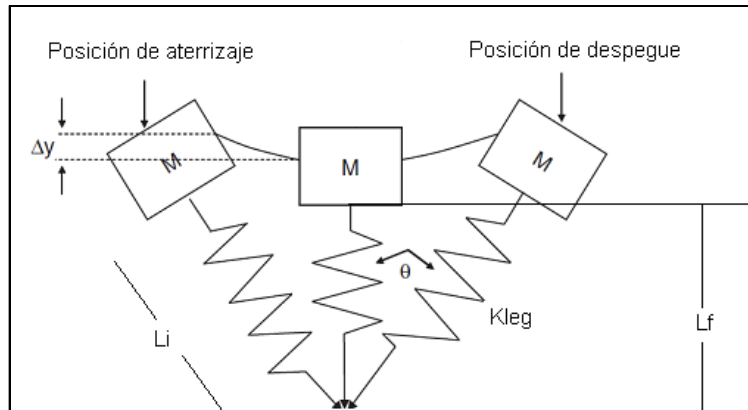 Posición de aterrizaje
Posición de despegue
Δy
M
M
M
θ
Kleg
Li
Lf